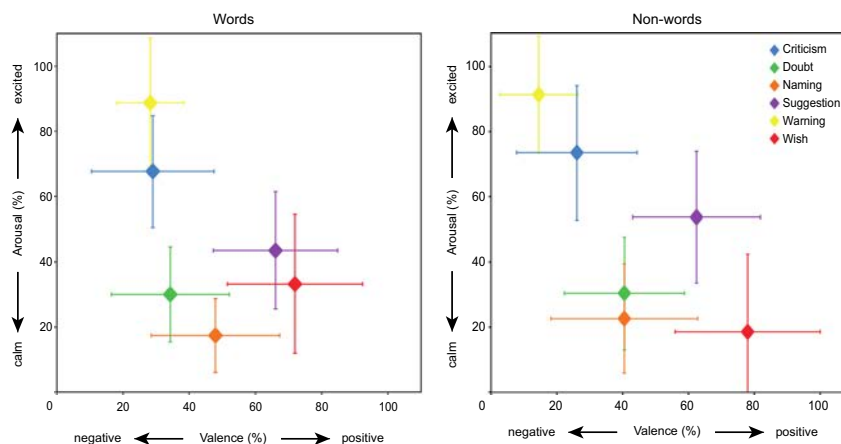 Words
Non-words
excited
Arousal (%)
calm
100
80
60
40
20
0
20
40
60
80
100
negative
Valence (%)
positive
excited
Arousal (%)
calm
100
80
60
40
20
0
20
40
60
80
100
negative
Valence (%)
positive
Criticism
Doubt
Naming
Suggestion
Warning
Wish